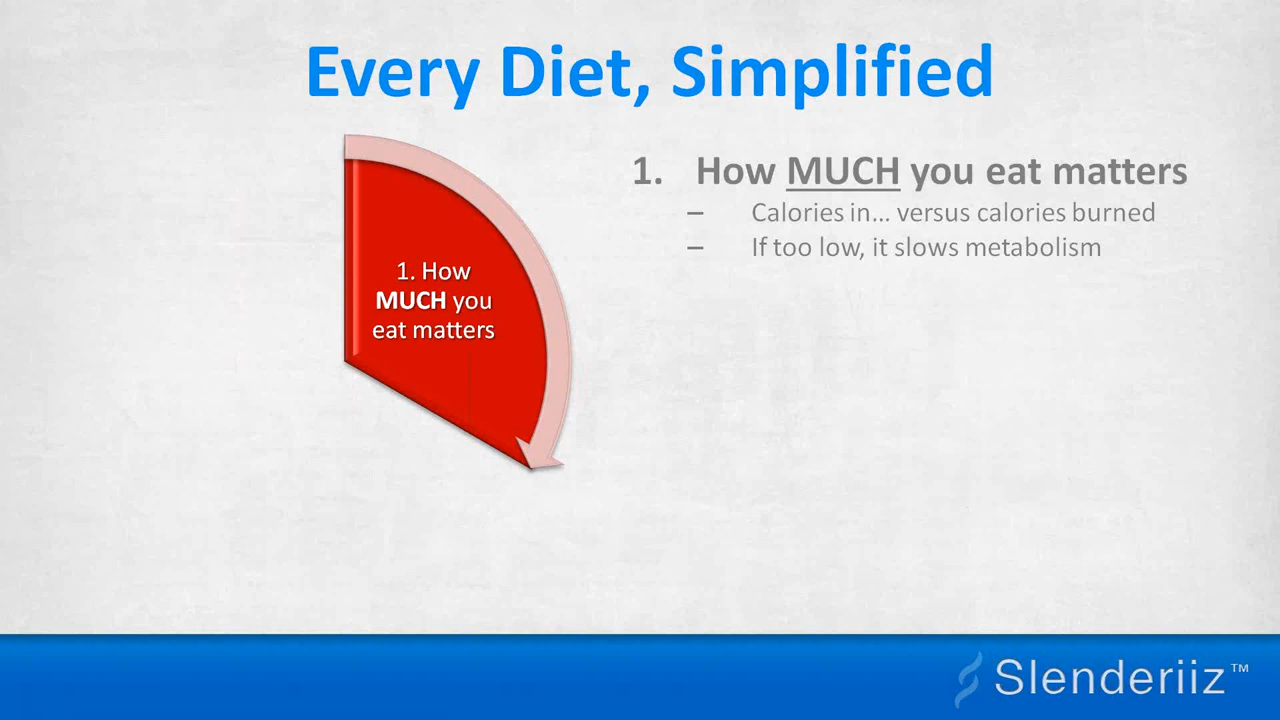 Every Diet, Simplified
1. How
MUCH you
eat matters
1. How MUCH you eat matters
– Calories in... versus calories burned
– If too low, it slows metabolism
Slenderiiz™